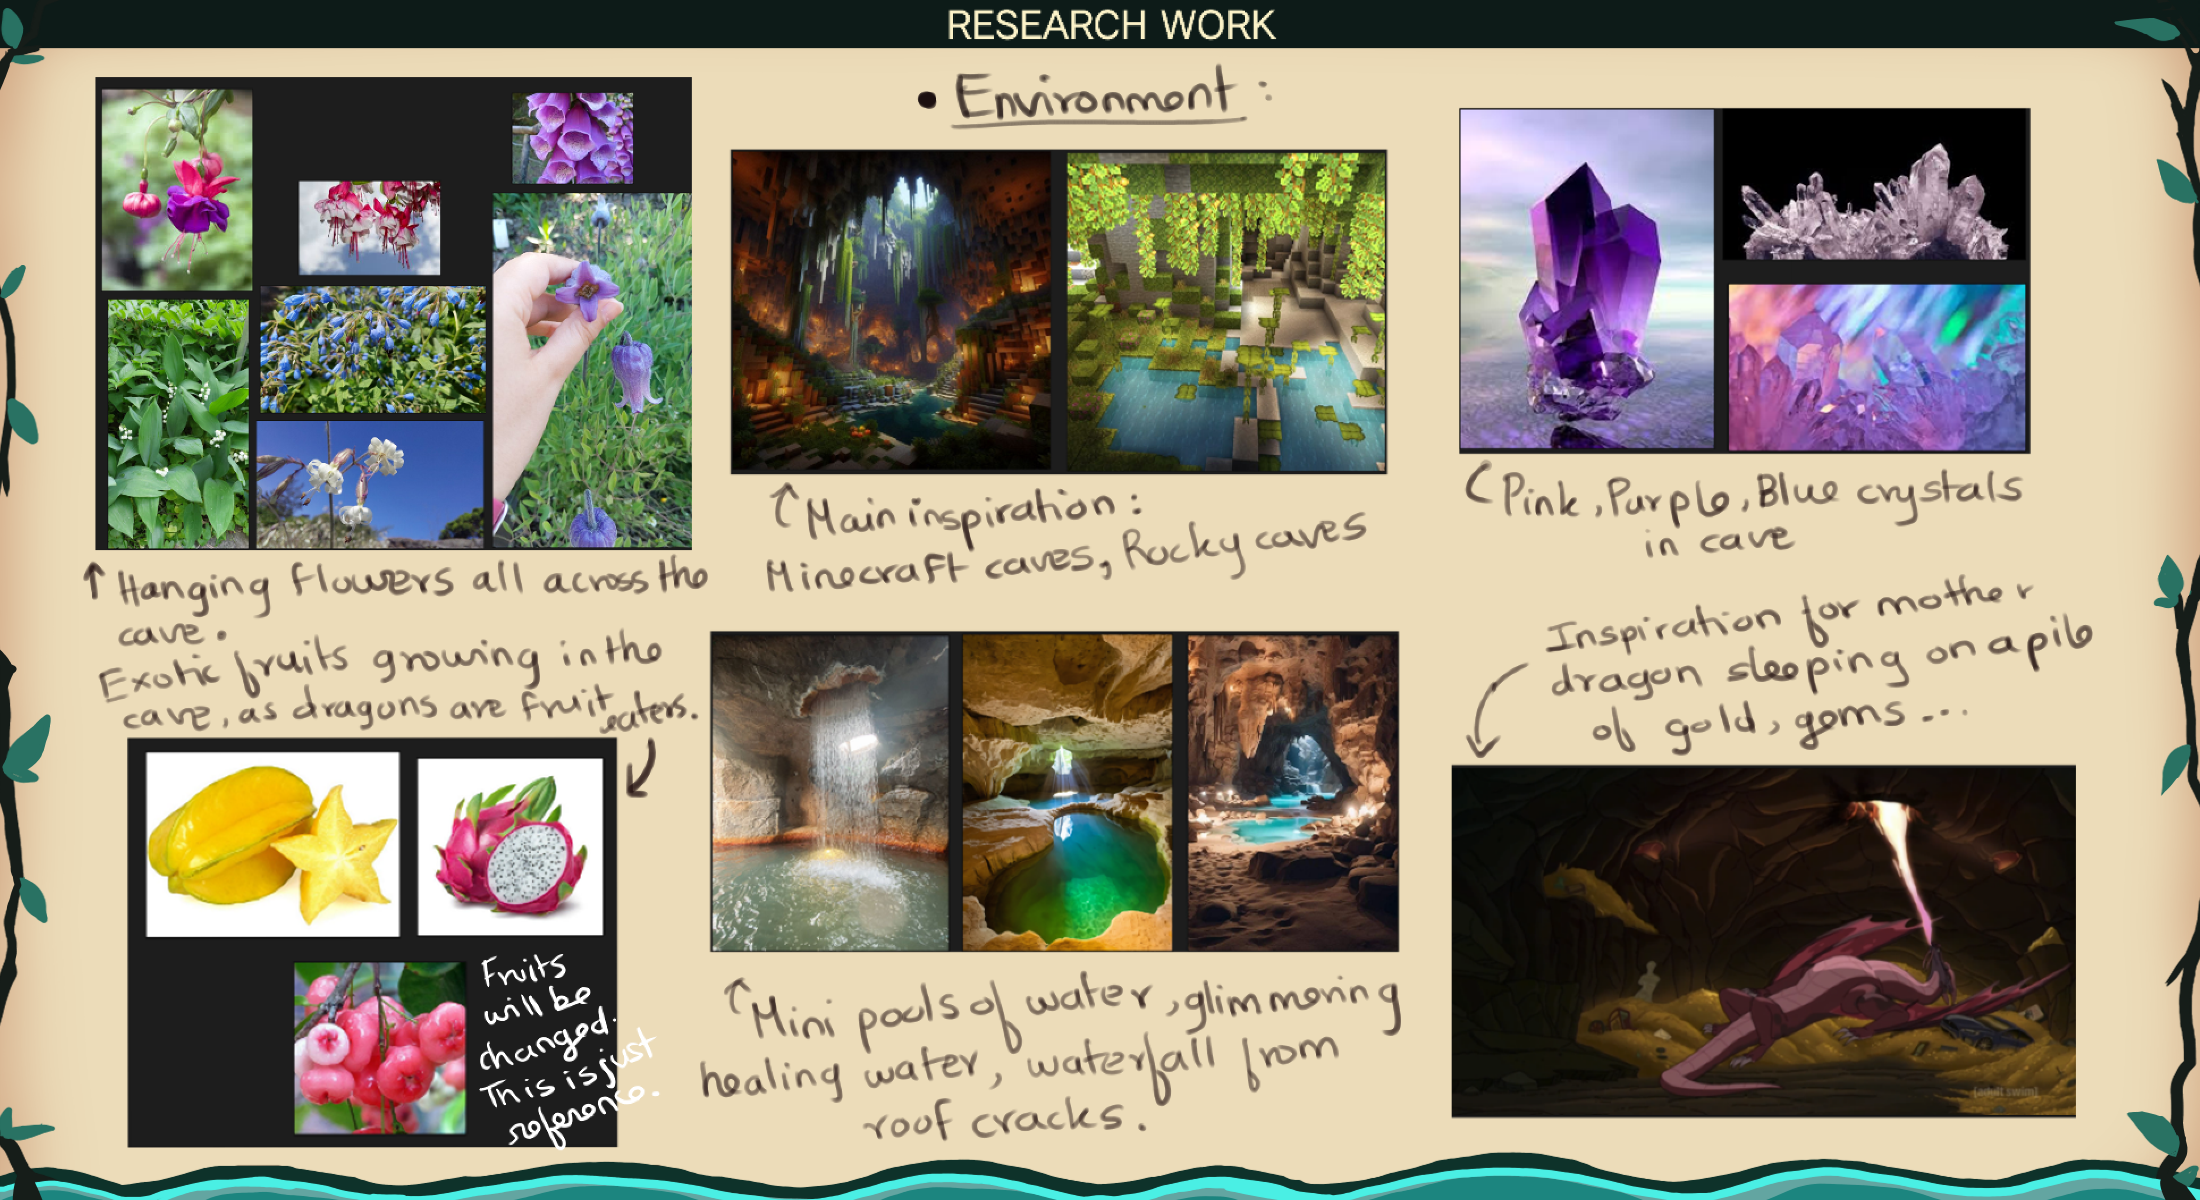 RESEARCH WORK
• Environment :
↑ Hanging flowers all across the
cave.
Exotic fruits growing in the
cave, as dragons are fruit
eaters.
Fruits
will be
changed.
This is just
reference.
Main inspiration :
Minecraft caves, Rocky caves
Mini pools of water, glimmering
healing water, waterfall from
roof cracks.
Pink, Purple, Blue crystals
in cave
Inspiration for mother
dragon sleeping on a pile
of gold, gems...
[adult swim]